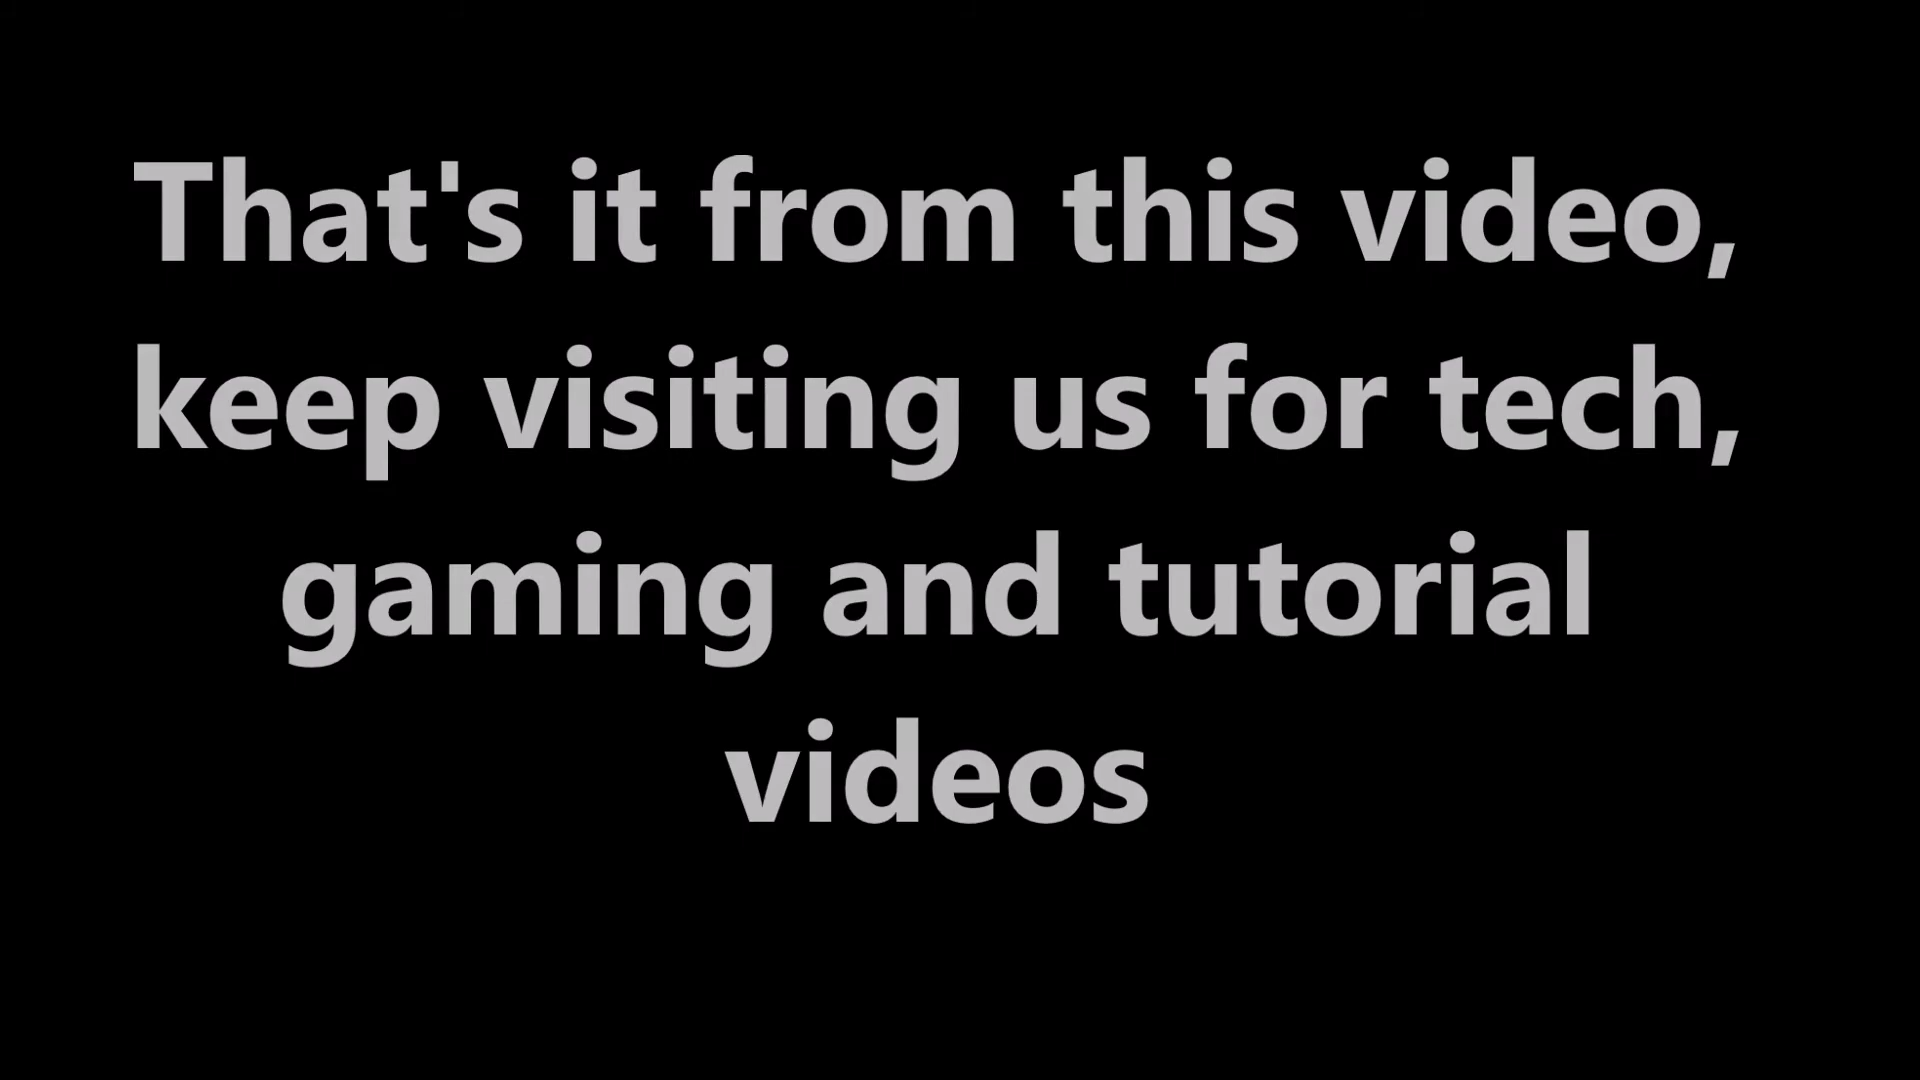 That's it from this video,
keep visiting us for tech,
gaming and tutorial
videos